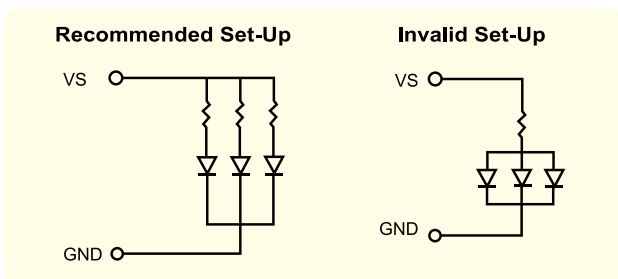 Recommended Set-Up
VS
GND
Invalid Set-Up
VS
GND